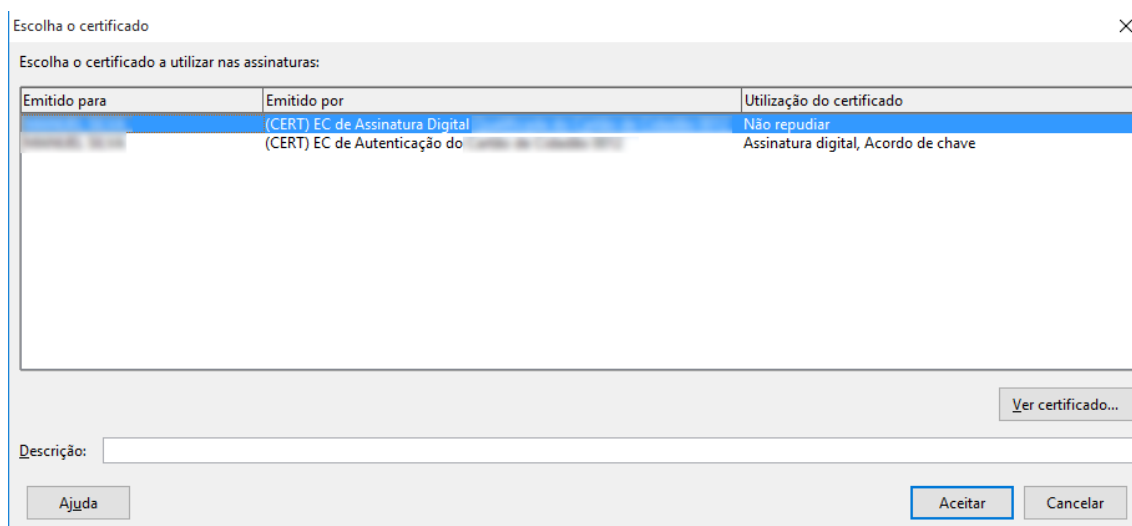 Escolha o certificado
Escolha o certificado a utilizar nas assinaturas:
Emitido para Emitido por Utilização do certificado
(CERT) EC de Assinatura Digital Não repudiar
(CERT) EC de Autenticação do Assinatura digital, Acordo de chave
Ver certificado...
Descrição:
Ajuda Aceitar Cancelar